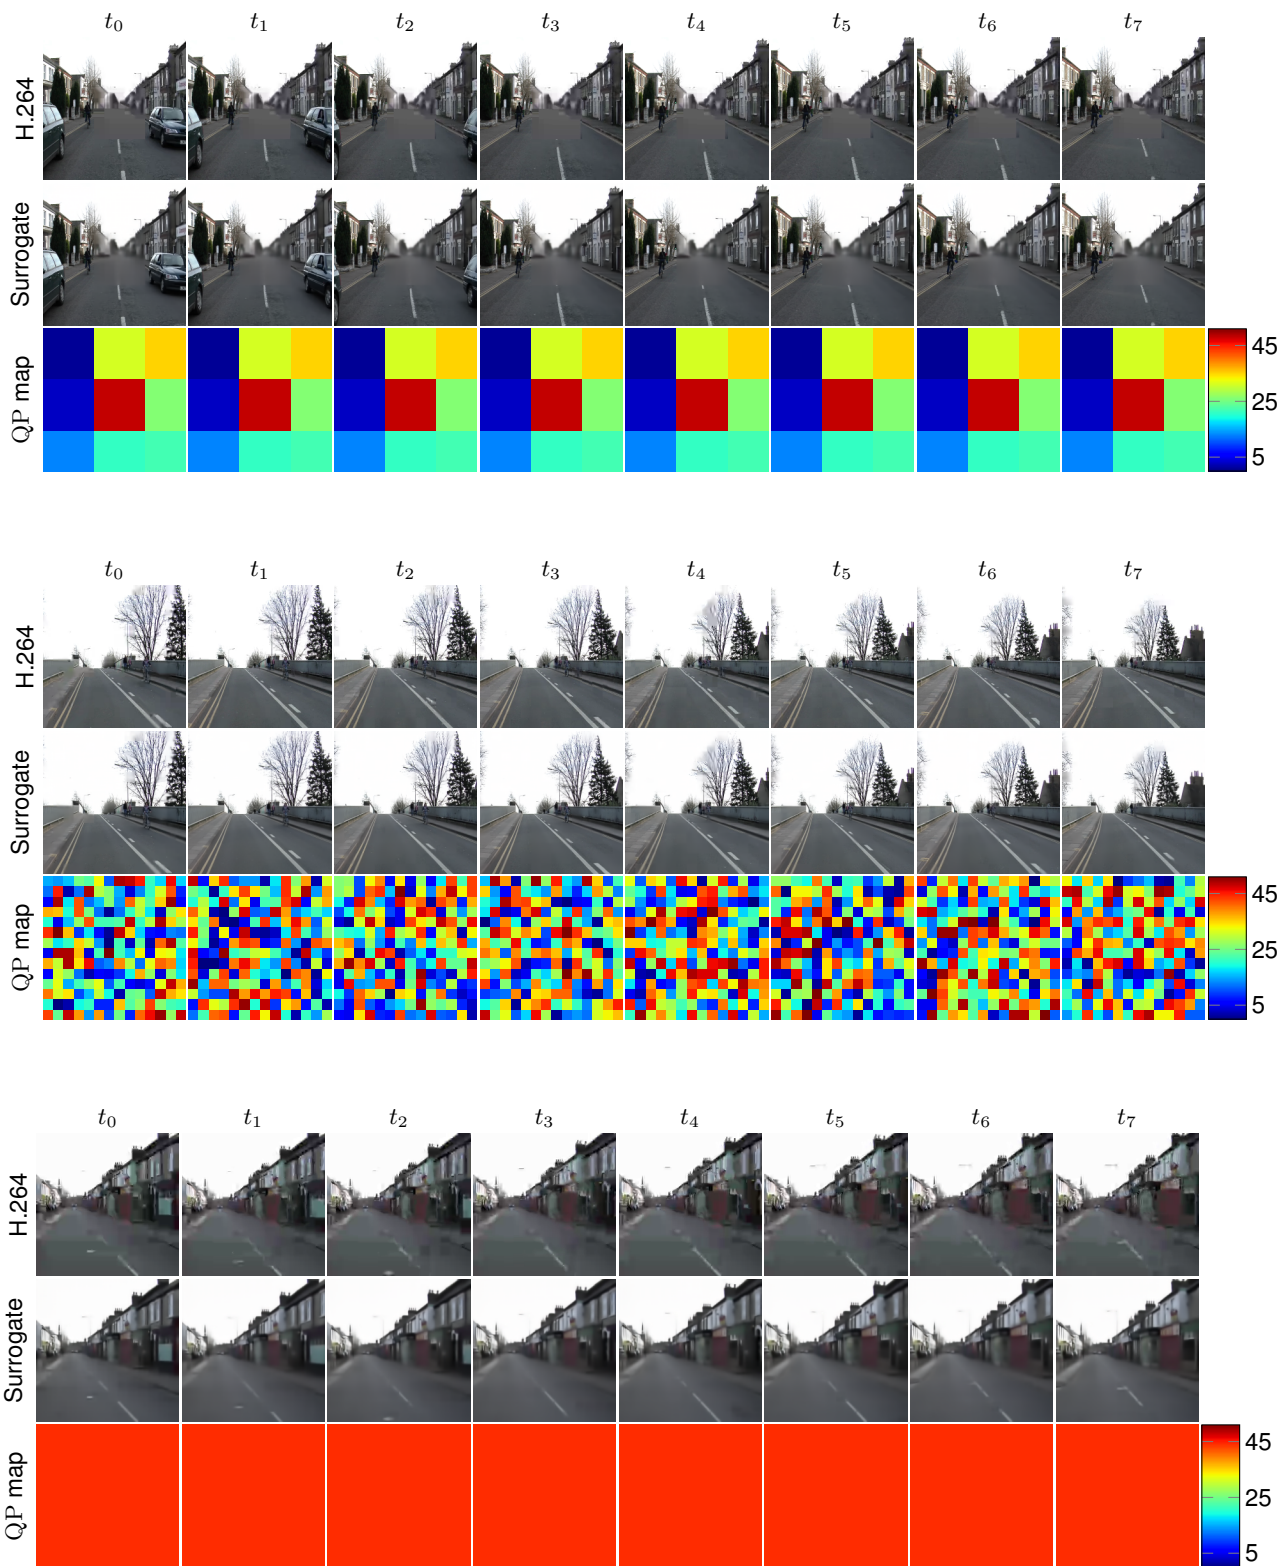 t₀ t₁ t₂ t₃ t₄ t₅ t₆ t₇
H.264
Surrogate
QP map
45
25
5
t₀ t₁ t₂ t₃ t₄ t₅ t₆ t₇
H.264
Surrogate
QP map
45
25
5
t₀ t₁ t₂ t₃ t₄ t₅ t₆ t₇
H.264
Surrogate
QP map
45
25
5